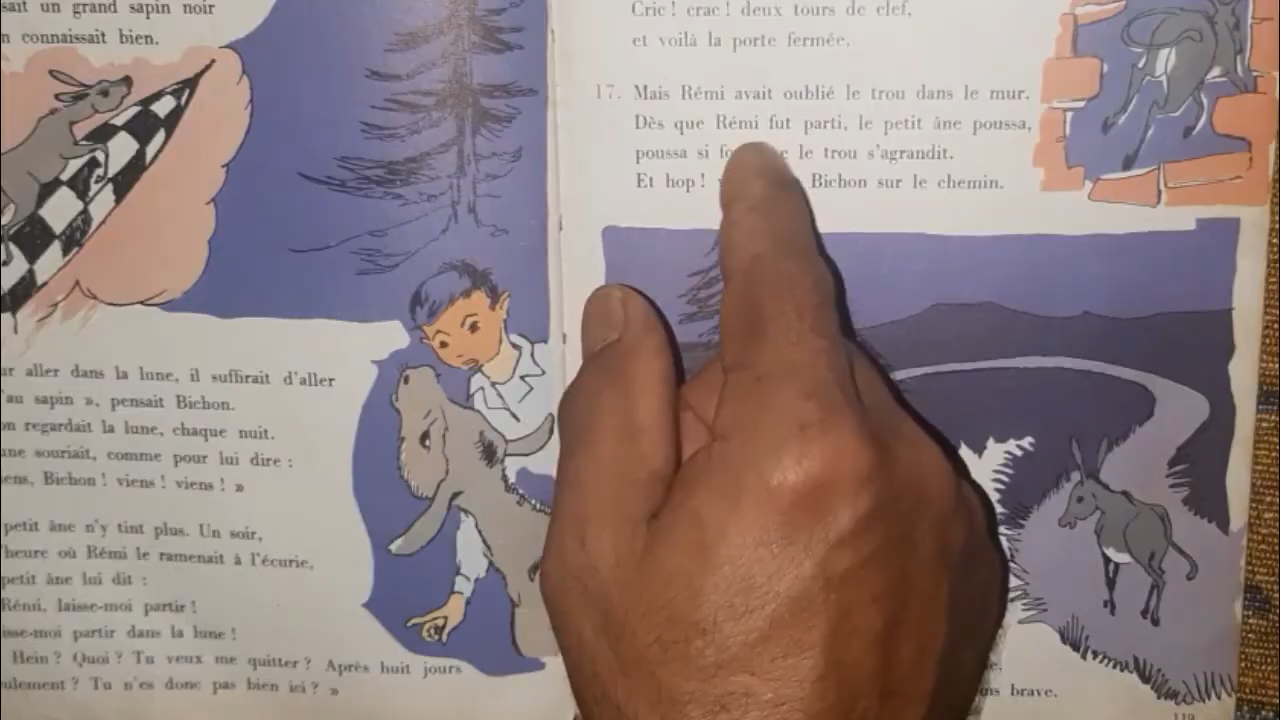 sait un grand sapin noir
n connaissait bien.
ur aller dans la lune, il suffirait d'aller
'au sapin », pensait Bichon.
on regardait la lune, chaque nuit.
ane souriait, comme pour lui dire :
ens, Bichon ! viens ! viens ! »
petit âne n'y tint plus. Un soir,
'heure où Rémi le ramenait à l'écurie,
petit âne lui dit :
Rémi, laisse-moi partir !
isse-moi partir dans la lune !
Hein ? Quoi ? Tu veux me quitter ? Après huit jours
ulement ? Tu n'es donc pas bien ici ? »
Cric ! crac ! deux tours de clef,
et voilà la porte fermée.
17. Mais Rémi avait oublié le trou dans le mur.
Dès que Rémi fut parti, le petit âne poussa,
poussa si le trou s'agrandit.
Et hop ! Bichon sur le chemin.
brave.